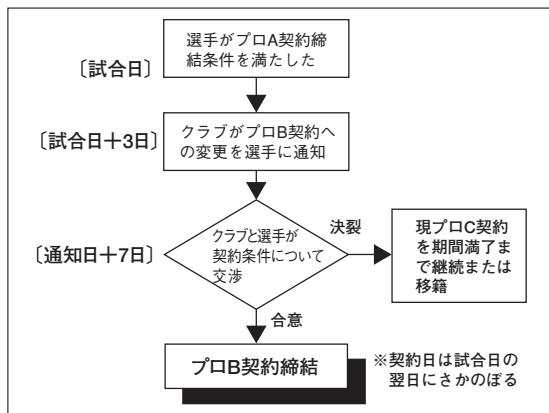 選手がプロA契約締
結条件を満たした
〔試合日〕
クラブがプロB契約へ
の変更を選手に通知
〔試合日＋3日〕
クラブと選手が
契約条件について
交渉
〔通知日＋7日〕
決裂
現プロC契約
を期間満了ま
で継続または
移籍
合意
プロB契約締結
※契約日は試合日の
翌日にさかのぼる